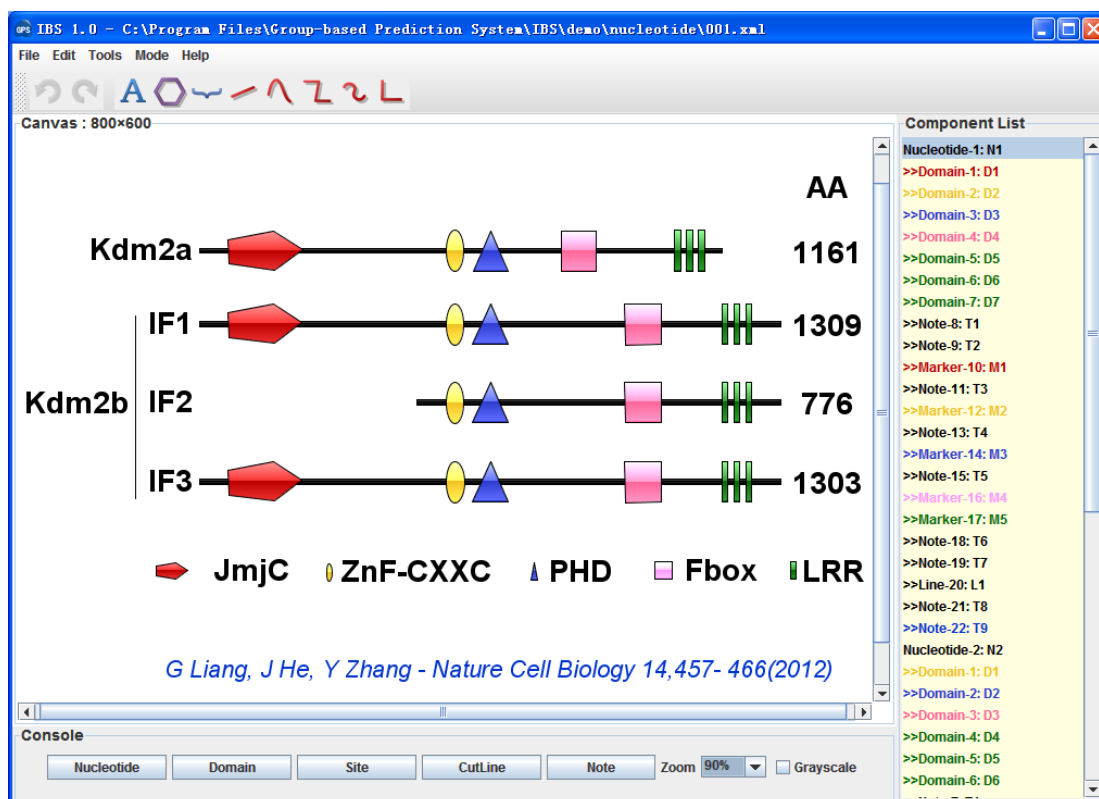 IBS 1.0 - C:\Program Files\Group-based Prediction System\IBS\demo\nucleotide\001.xml
File Edit Tools Mode Help
A
Canvas : 800×600
AA
Kdm2a 1161
IF1 1309
Kdm2b IF2 776
IF3 1303
JmjC ZnF-CXXC PHD Fbox LRR
G Liang, J He, Y Zhang - Nature Cell Biology 14,457- 466(2012)
Console
Nucleotide Domain Site CutLine Note Zoom 90% Grayscale
Component List
Nucleotide-1: N1
>>Domain-1: D1
>>Domain-2: D2
>>Domain-3: D3
>>Domain-4: D4
>>Domain-5: D5
>>Domain-6: D6
>>Domain-7: D7
>>Note-8: T1
>>Note-9: T2
>>Marker-10: M1
>>Note-11: T3
>>Marker-12: M2
>>Note-13: T4
>>Marker-14: M3
>>Note-15: T5
>>Marker-16: M4
>>Marker-17: M5
>>Note-18: T6
>>Note-19: T7
>>Line-20: L1
>>Note-21: T8
>>Note-22: T9
Nucleotide-2: N2
>>Domain-1: D1
>>Domain-2: D2
>>Domain-3: D3
>>Domain-4: D4
>>Domain-5: D5
>>Domain-6: D6